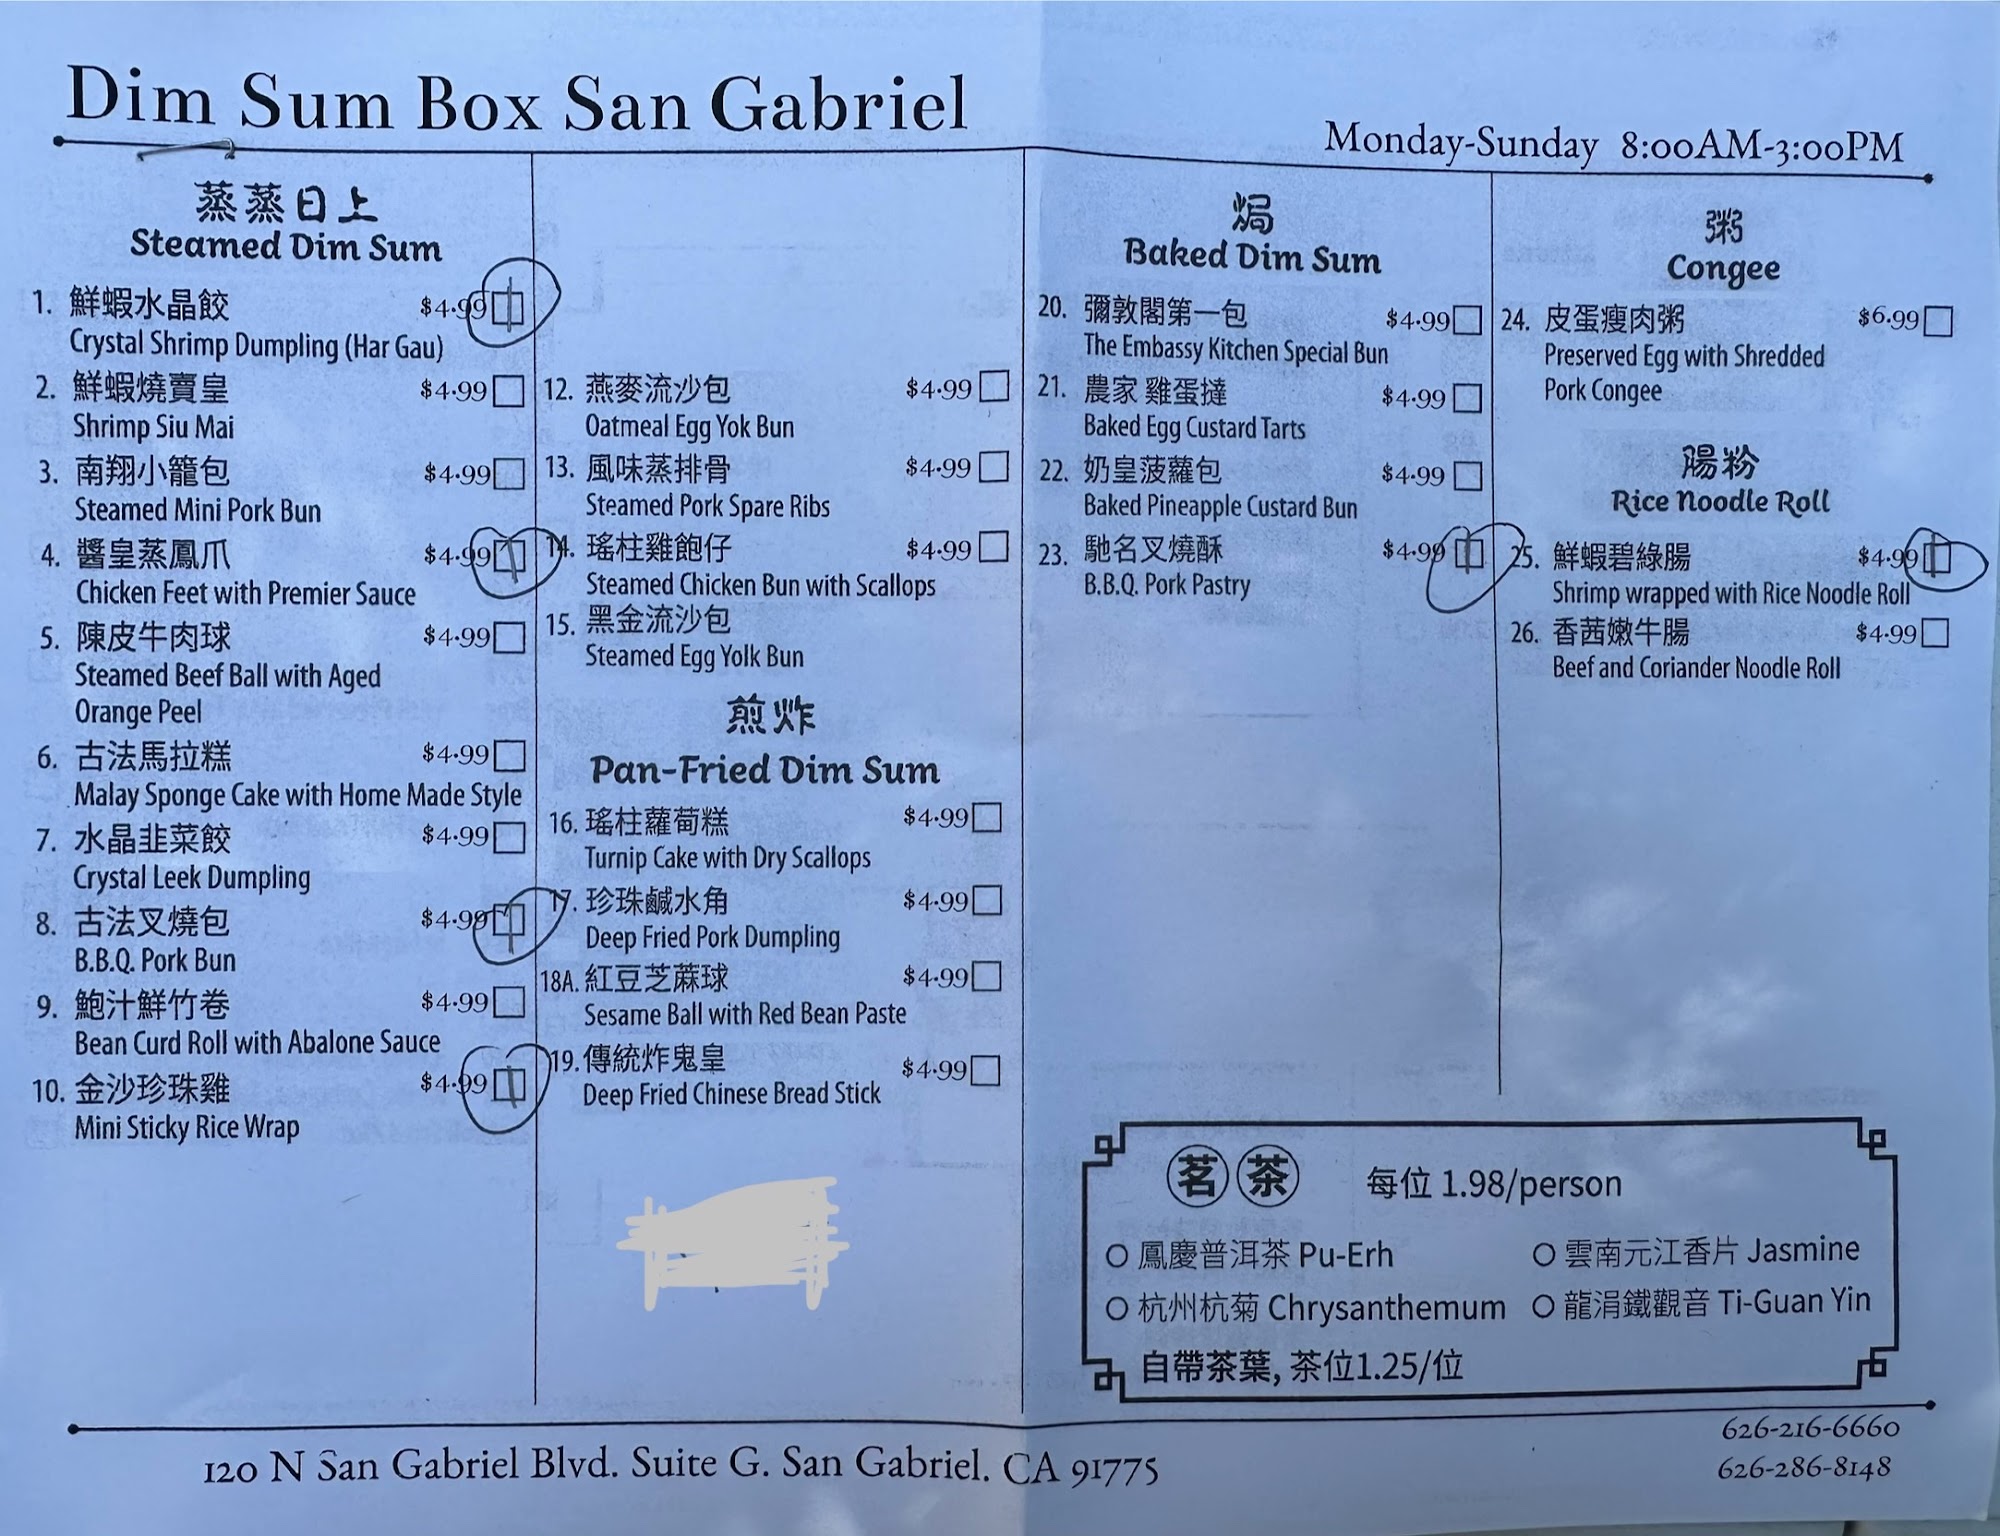 Dim Sum Box San Gabriel
Monday-Sunday 8:00AM-3:00PM
蒸蒸日上
Steamed Dim Sum
1. 鮮蝦水晶餃 $4.99
Crystal Shrimp Dumpling (Har Gau)
2. 鮮蝦燒賣皇 $4.99
Shrimp Siu Mai
3. 南翔小籠包 $4.99
Steamed Mini Pork Bun
4. 醬皇蒸鳳爪 $4.99
Chicken Feet with Premier Sauce
5. 陳皮牛肉球 $4.99
Steamed Beef Ball with Aged
Orange Peel
6. 古法馬拉糕 $4.99
Malay Sponge Cake with Home Made Style
7. 水晶韭菜餃 $4.99
Crystal Leek Dumpling
8. 古法叉燒包 $4.99
B.B.Q. Pork Bun
9. 鮑汁鮮竹卷 $4.99
Bean Curd Roll with Abalone Sauce
10. 金沙珍珠雞 $4.99
Mini Sticky Rice Wrap
12. 燕麥流沙包 $4.99
Oatmeal Egg Yok Bun
13. 風味蒸排骨 $4.99
Steamed Pork Spare Ribs
14. 瑤柱雞飽仔 $4.99
Steamed Chicken Bun with Scallops
15. 黑金流沙包
Steamed Egg Yolk Bun
煎炸
Pan-Fried Dim Sum
16. 瑤柱蘿蔔糕 $4.99
Turnip Cake with Dry Scallops
17. 珍珠鹹水角 $4.99
Deep Fried Pork Dumpling
18A. 紅豆芝蔴球 $4.99
Sesame Ball with Red Bean Paste
19. 傳統炸鬼皇 $4.99
Deep Fried Chinese Bread Stick
焗
Baked Dim Sum
20. 彌敦閣第一包 $4.99
The Embassy Kitchen Special Bun
21. 農家 雞蛋撻 $4.99
Baked Egg Custard Tarts
22. 奶皇菠蘿包 $4.99
Baked Pineapple Custard Bun
23. 馳名叉燒酥 $4.99
B.B.Q. Pork Pastry
粥
Congee
24. 皮蛋瘦肉粥 $6.99
Preserved Egg with Shredded
Pork Congee
腸粉
Rice Noodle Roll
25. 鮮蝦碧綠腸 $4.99
Shrimp wrapped with Rice Noodle Roll
26. 香茜嫩牛腸 $4.99
Beef and Coriander Noodle Roll
茗茶 每位 1.98/person
鳳慶普洱茶 Pu-Erh
雲南元江香片 Jasmine
杭州杭菊 Chrysanthemum
龍涓鐵觀音 Ti-Guan Yin
自帶茶葉, 茶位1.25/位
120 N San Gabriel Blvd. Suite G. San Gabriel. CA 91775
626-216-6660
626-286-8148